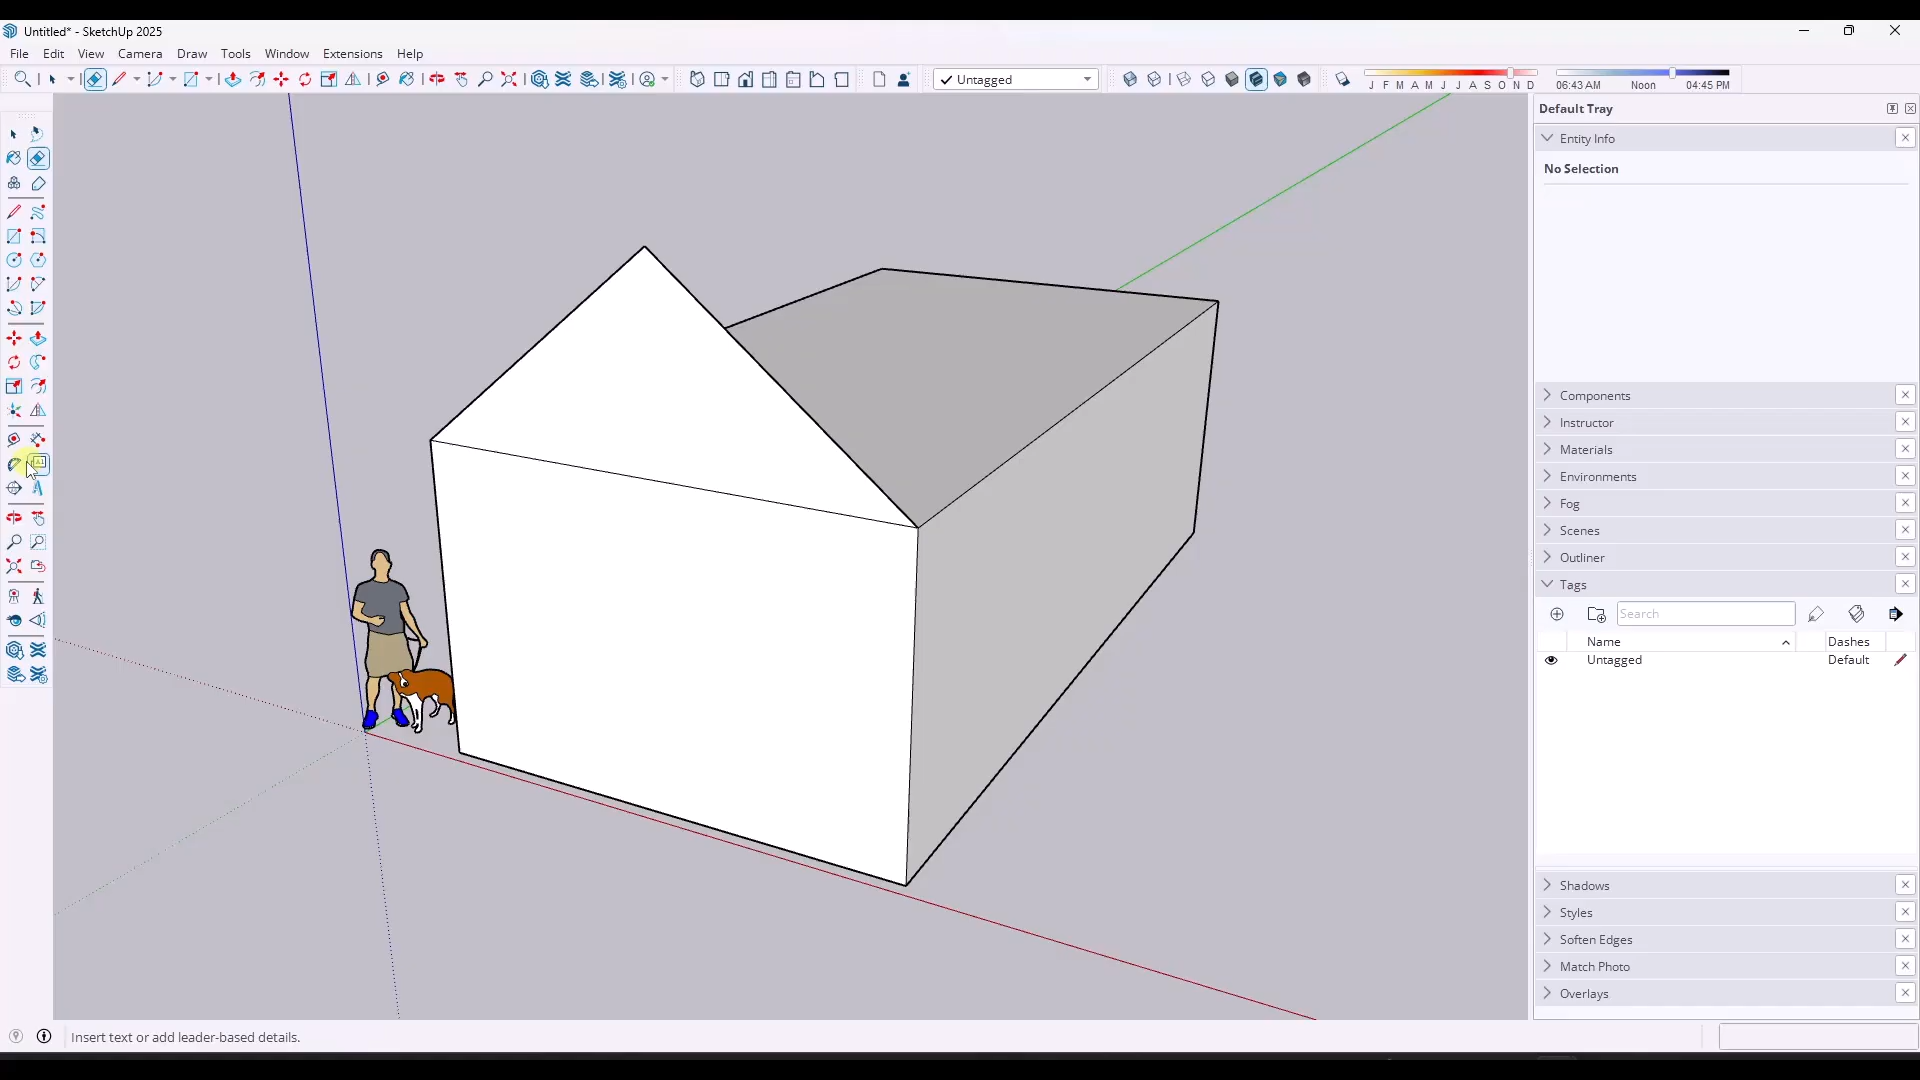 Untitled* - SketchUp 2025
File Edit View Camera Draw Tools Window Extensions Help
Untagged
J F M A M J J A S O N D
06:43 AM Noon 04:45 PM
Default Tray
Entity Info
No Selection
Components
Instructor
Materials
Environments
Fog
Scenes
Outliner
Tags
Search
Name Dashes
Untagged Default
Shadows
Styles
Soften Edges
Match Photo
Overlays
Insert text or add leader-based details.